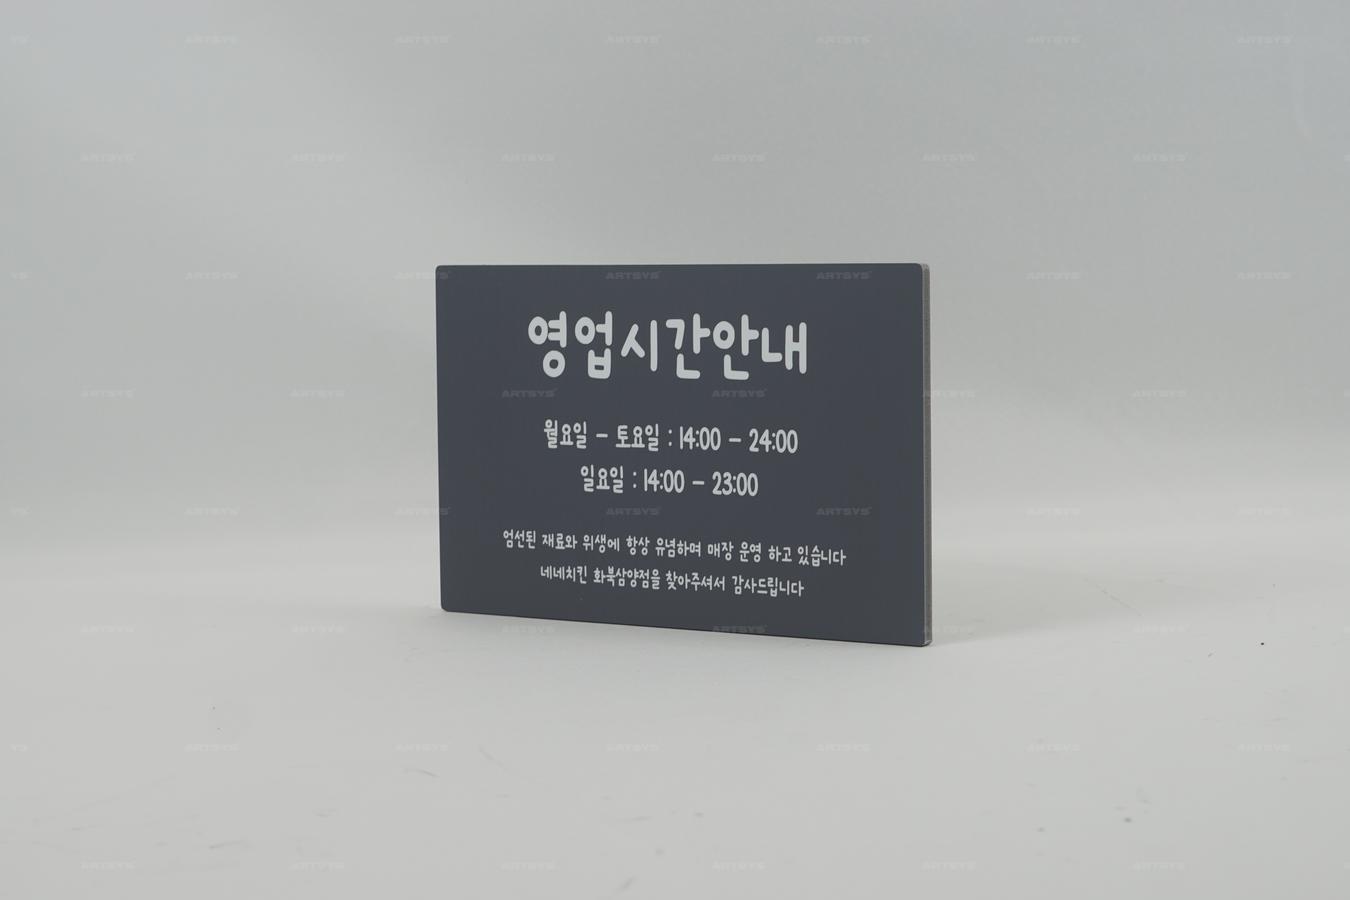 영업시간안내
월요일 - 토요일 : 14:00 - 24:00
일요일 : 14:00 - 23:00
엄선된 재료와 위생에 항상 유념하며 매장 운영 하고 있습니다
네네치킨 화북삼양점을 찾아주셔서 감사드립니다
ARTSYS